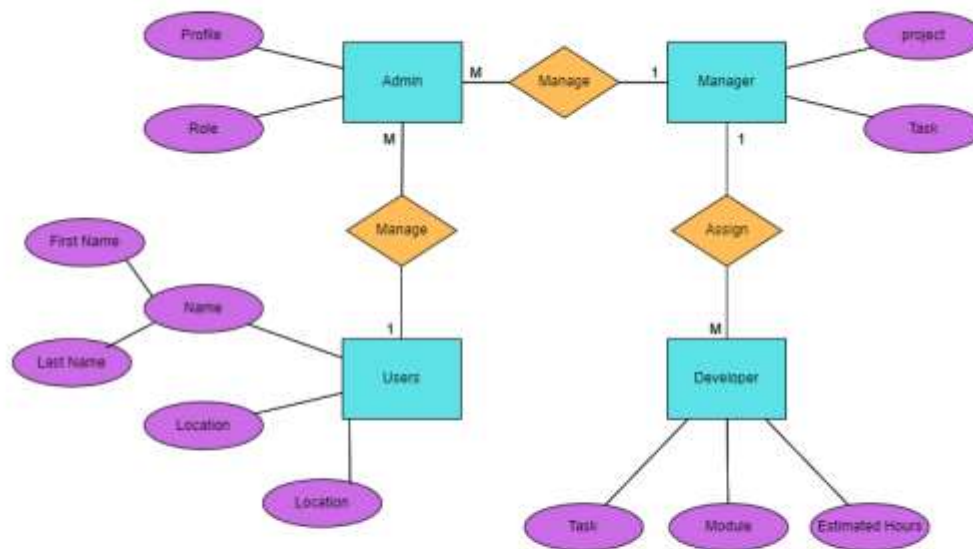 Profile
project
Admin
M
Manage
1
Manager
Role
Task
M
1
First Name
Manage
Assign
Name
1
M
Last Name
Users
Developer
Location
Location
Task
Module
Estimated Hours